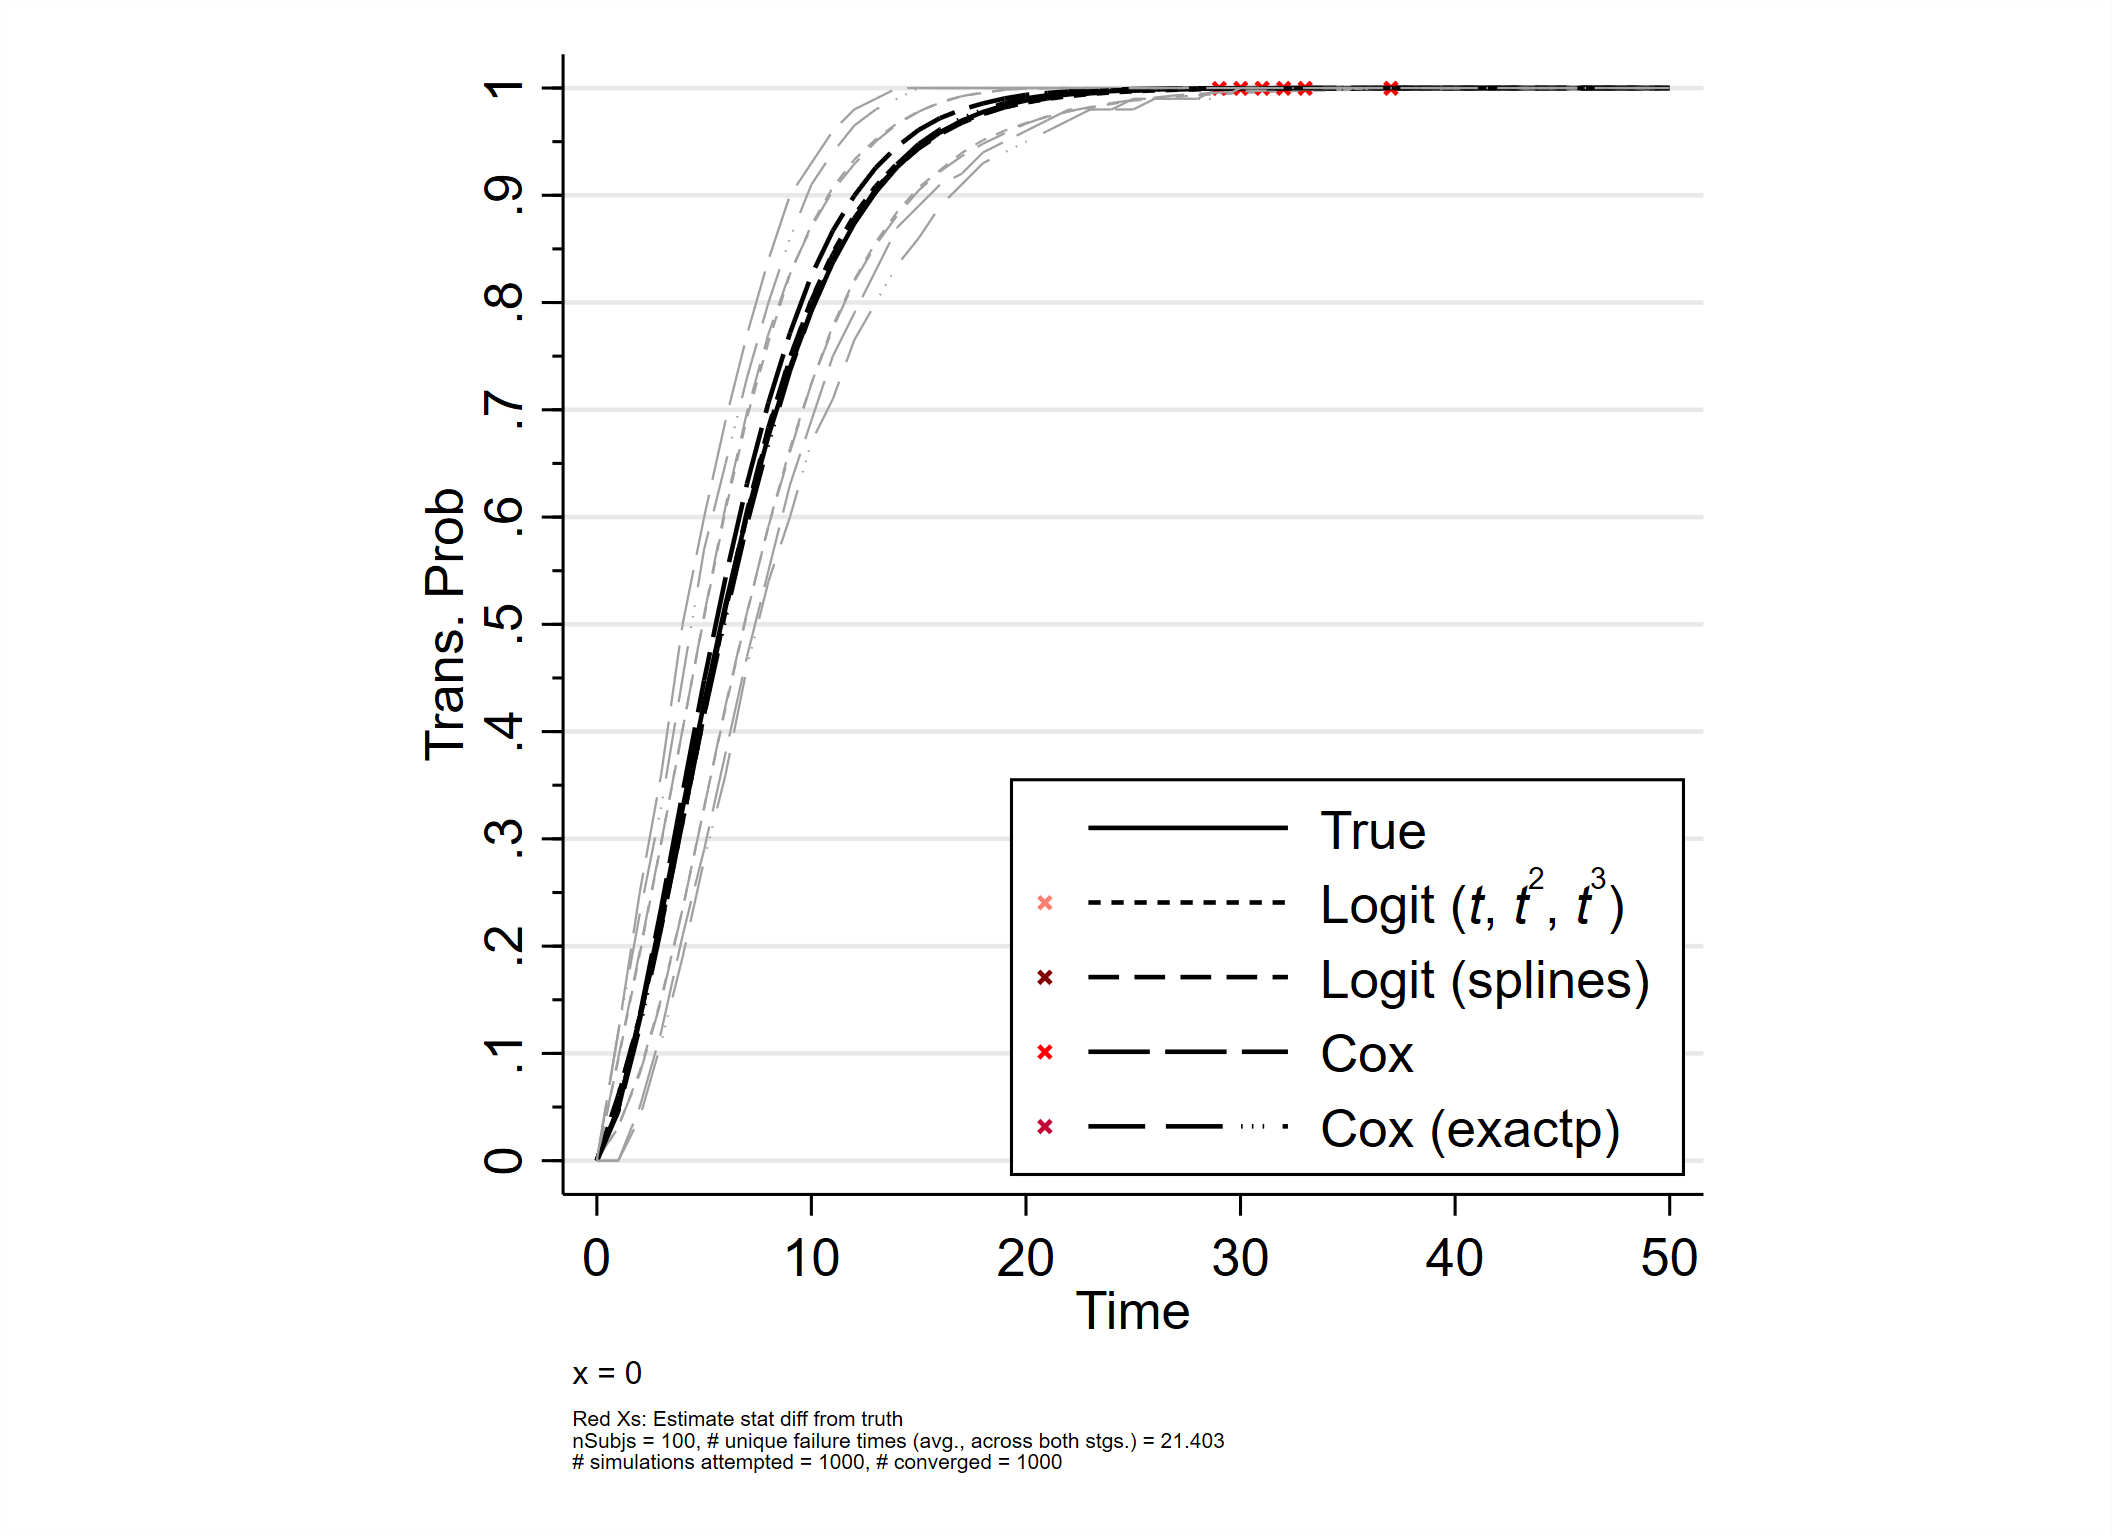 1
.9
.8
.7
.6
.5
.4
.3
.2
.1
0
Trans. Prob
True
Logit (t, t², t³)
Logit (splines)
Cox
Cox (exactp)
0 10 20 30 40 50
Time
x = 0
Red Xs: Estimate stat diff from truth
nSubjs = 100, # unique failure times (avg., across both stgs.) = 21.403
# simulations attempted = 1000, # converged = 1000